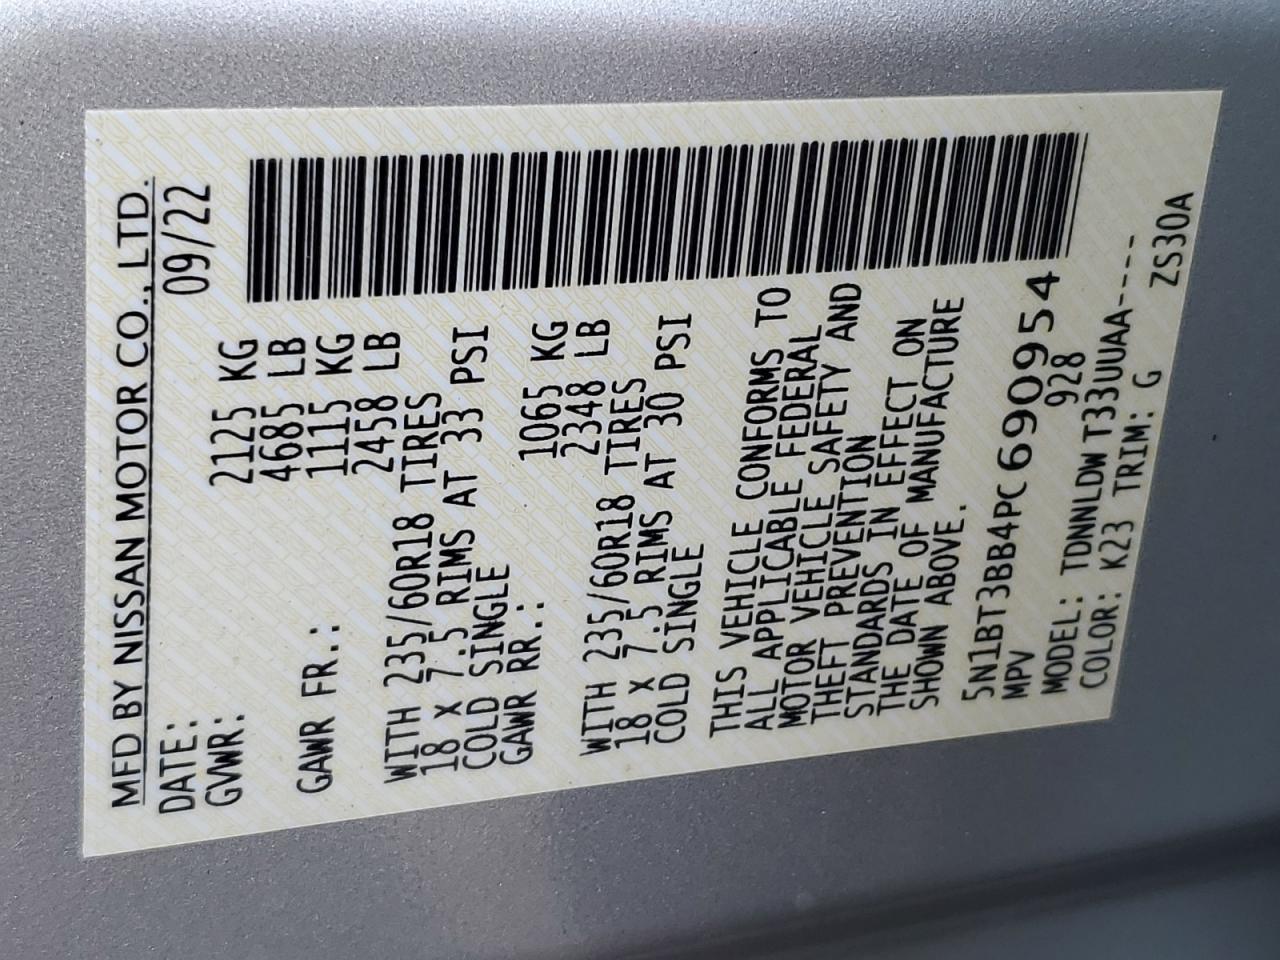 MFD BY NISSAN MOTOR CO., LTD.
DATE: 09/22
GVWR: 2125 KG
4685 LB
GAWR FR.: 1115 KG
2458 LB
WITH 235/60R18 TIRES
18 X 7.5 RIMS AT 33 PSI
COLD SINGLE
GAWR RR.: 1065 KG
2348 LB
WITH 235/60R18 TIRES
18 X 7.5 RIMS AT 30 PSI
COLD SINGLE
THIS VEHICLE CONFORMS TO
ALL APPLICABLE FEDERAL
MOTOR VEHICLE SAFETY AND
THEFT PREVENTION
STANDARDS IN EFFECT ON
THE DATE OF MANUFACTURE
SHOWN ABOVE.
5N1BT3BB4PC690954
MPV 928
MODEL: TDNNLDW T33UUAA----
COLOR: K23 TRIM: G ZS30A